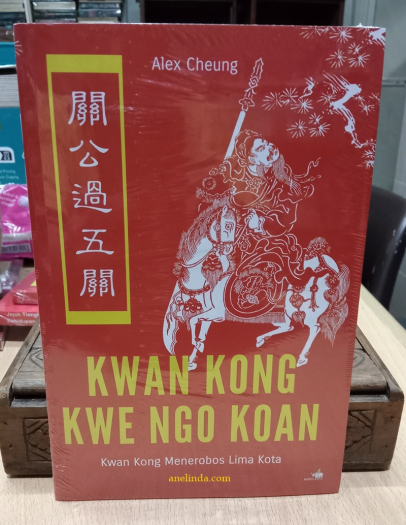 Alex Cheung
關公過五關
KWAN KONG
KWE NGO KOAN
Kwan Kong Menerobos Lima Kota
anelinda.com